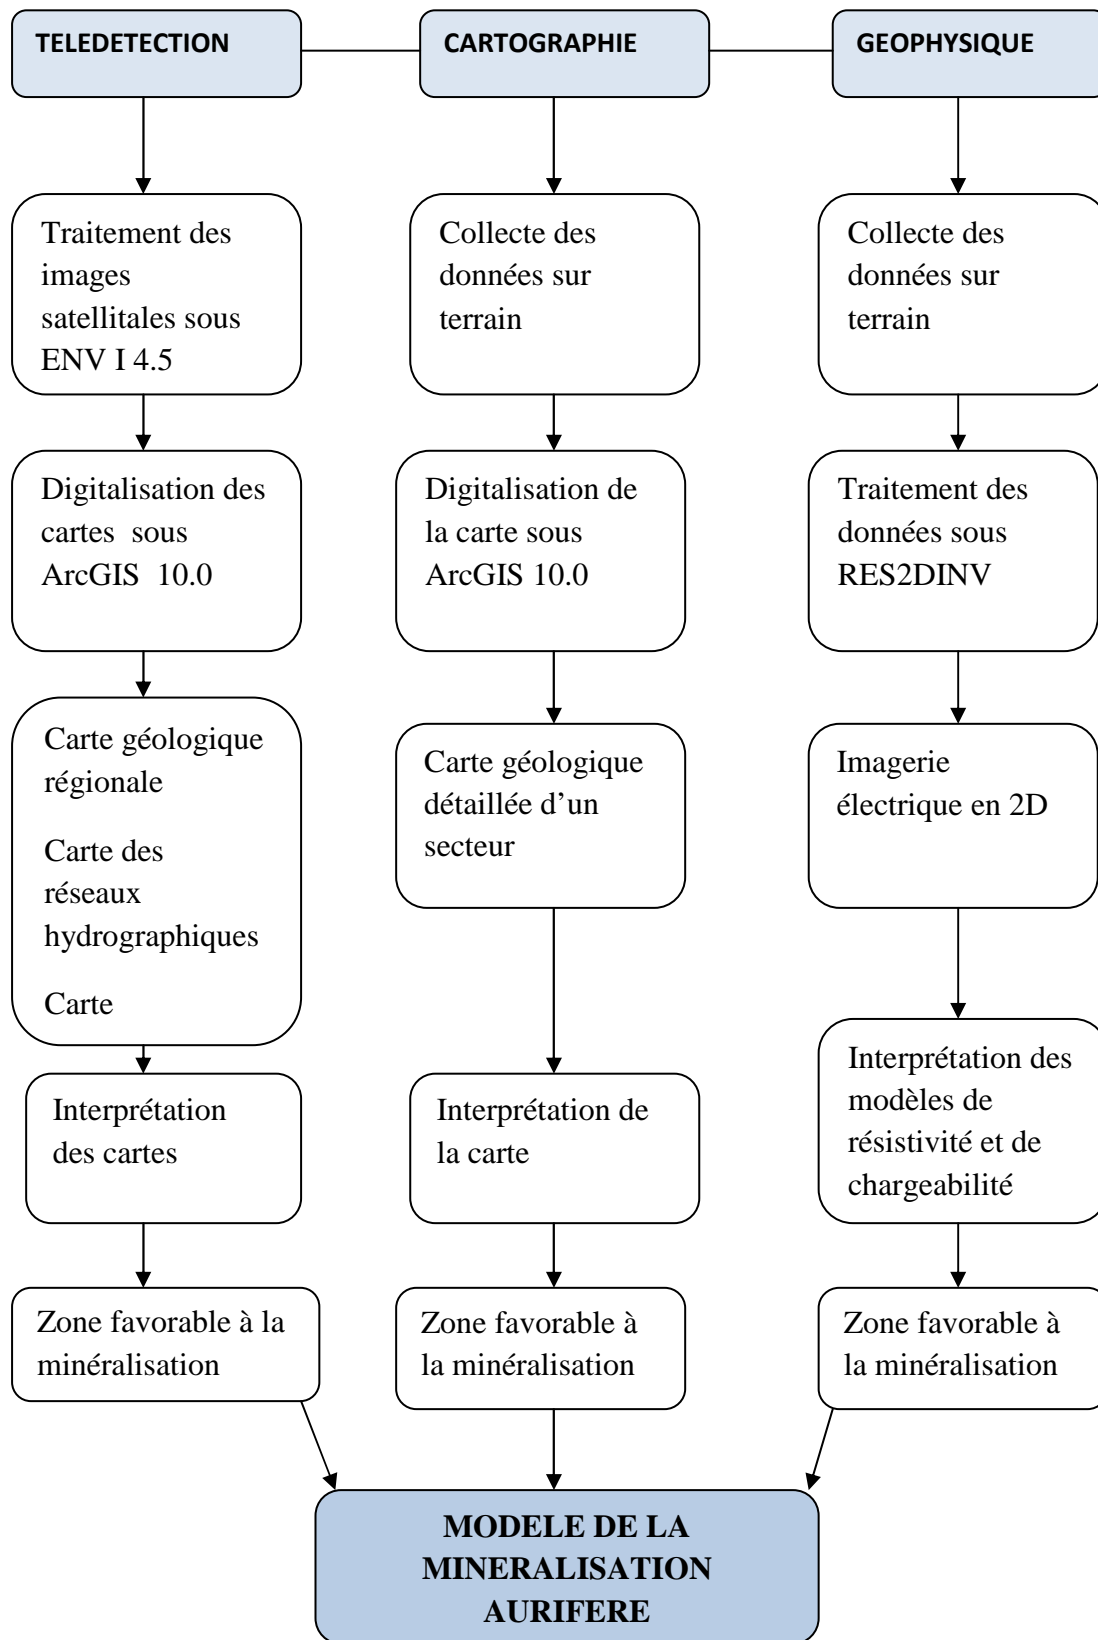 TELEDETECTION
CARTOGRAPHIE
GEOPHYSIQUE
Traitement des
images
satellitales sous
ENV I 4.5
Collecte des
données sur
terrain
Collecte des
données sur
terrain
Digitalisation des
cartes sous
ArcGIS 10.0
Digitalisation de
la carte sous
ArcGIS 10.0
Traitement des
données sous
RES2DINV
Carte géologique
régionale
Carte des
réseaux
hydrographiques
Carte
Carte géologique
détaillée d’un
secteur
Imagerie
électrique en 2D
Interprétation
des cartes
Interprétation de
la carte
Interprétation des
modèles de
résistivité et de
chargeabilité
Zone favorable à la
minéralisation
Zone favorable à
la minéralisation
Zone favorable à
la minéralisation
MODELE DE LA
MINERALISATION
AURIFERE